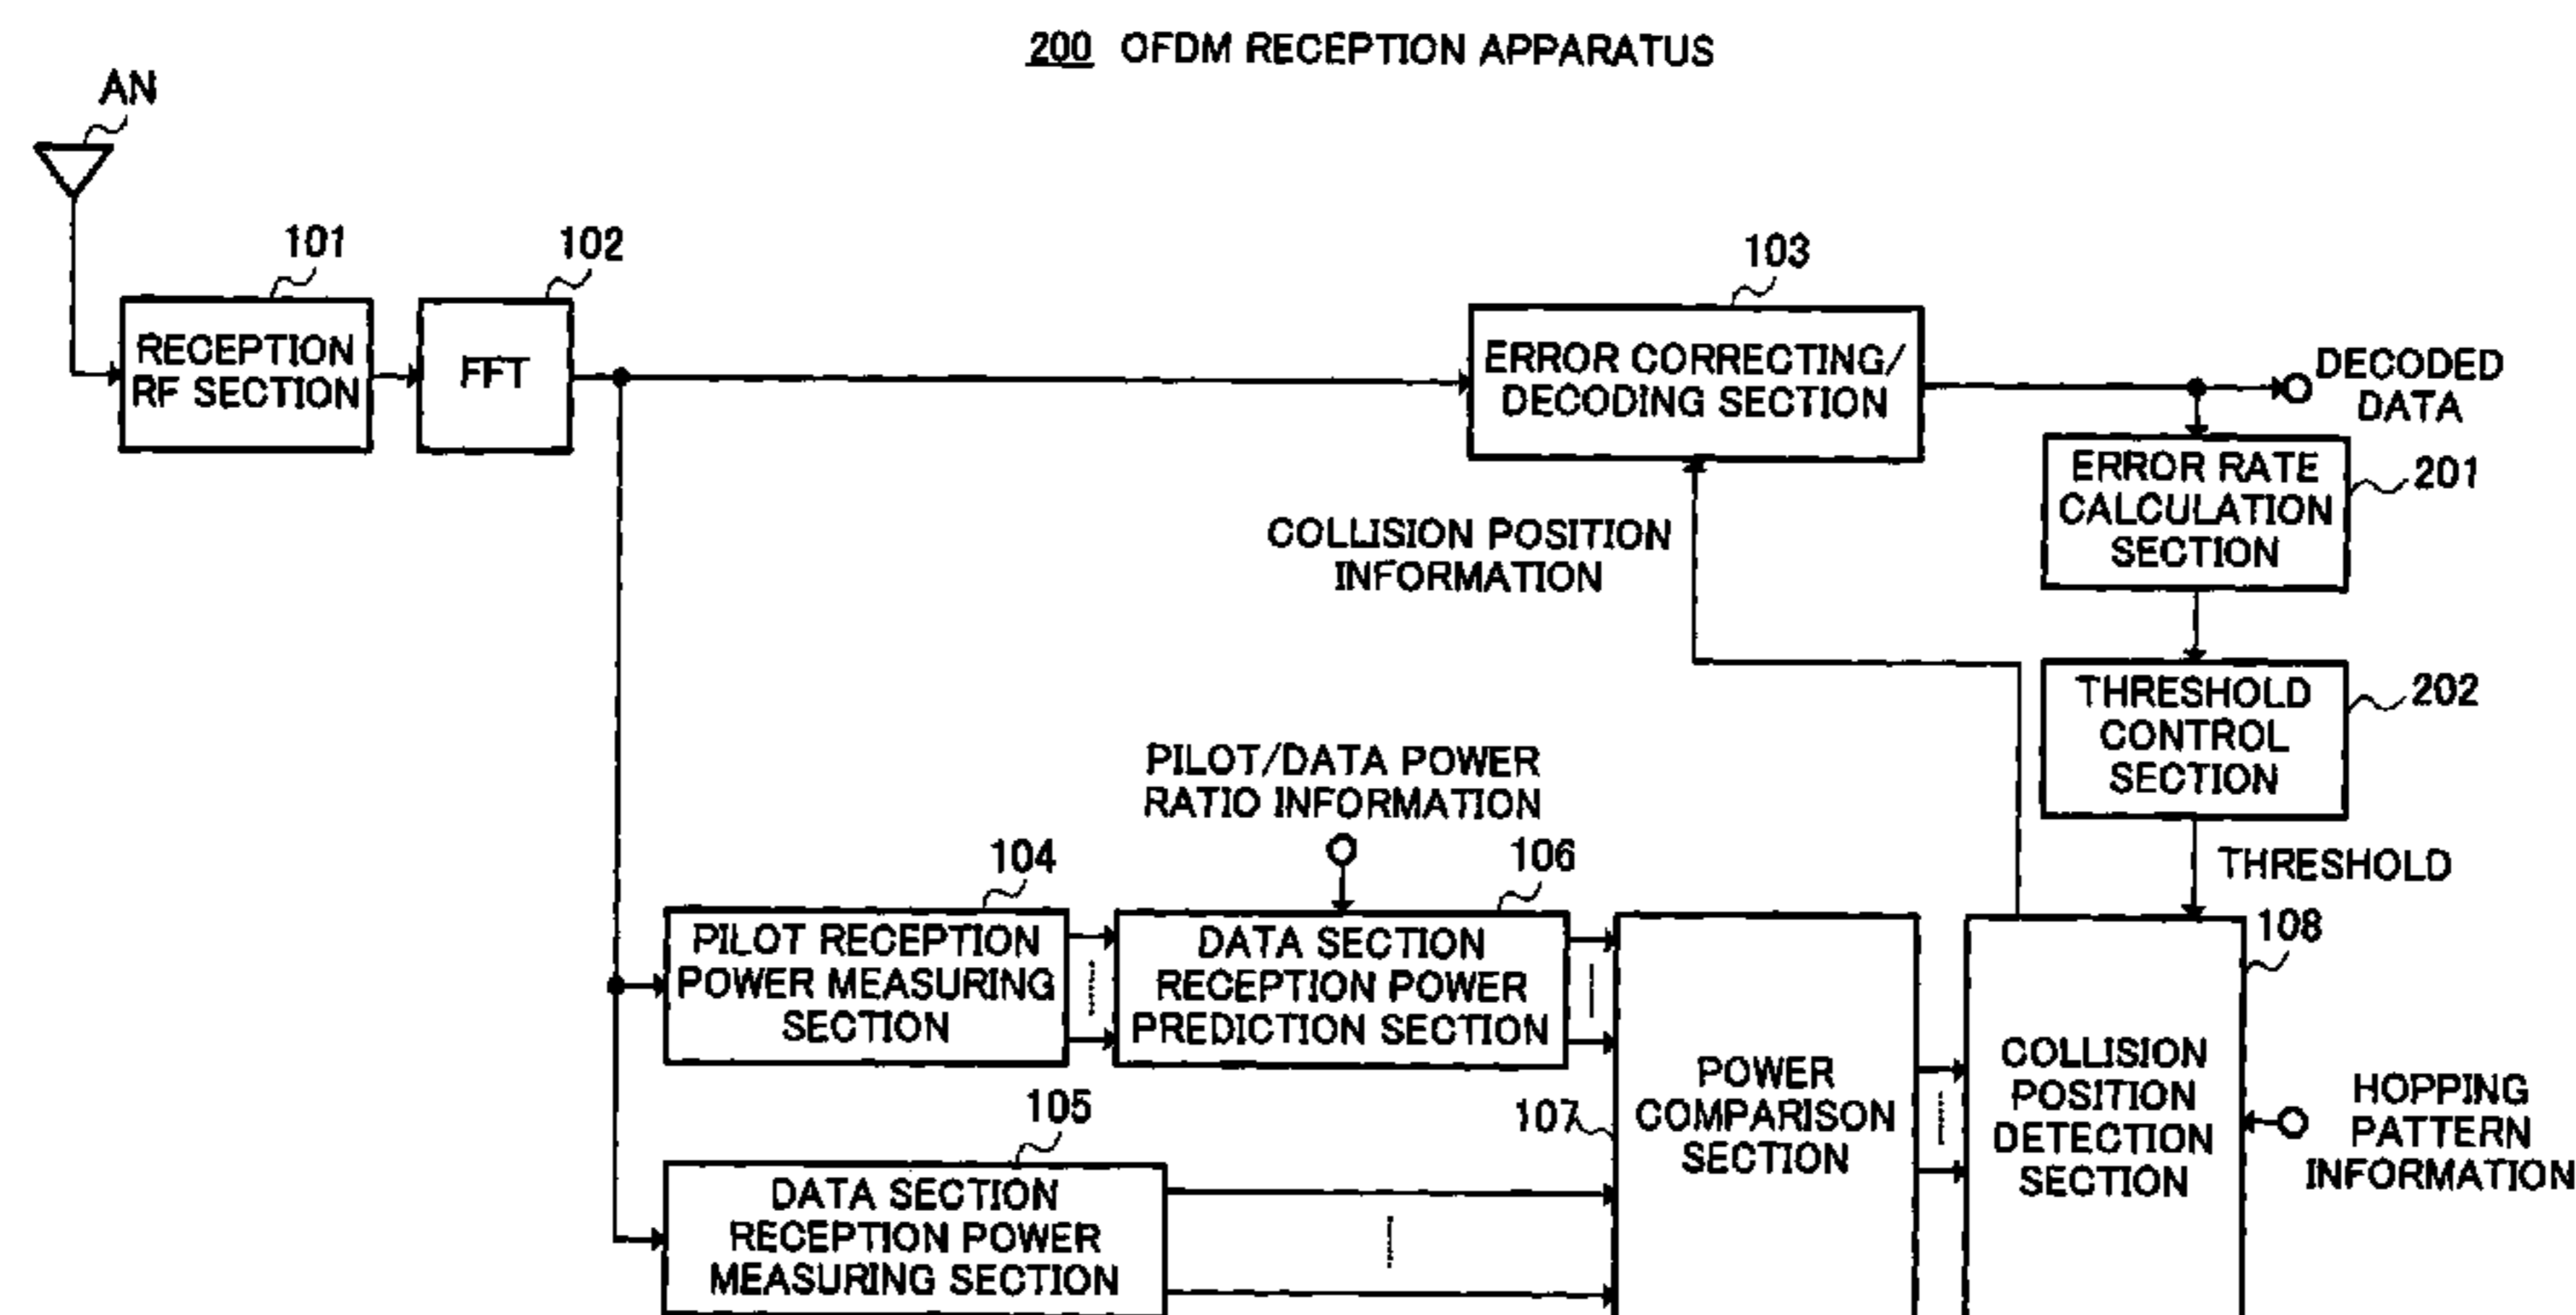 200 OFDM RECEPTION APPARATUS
AN
101
RECEPTION
RF SECTION
102
FFT
103
ERROR CORRECTING/
DECODING SECTION
DECODED
DATA
ERROR RATE
CALCULATION
SECTION
201
COLLISION POSITION
INFORMATION
THRESHOLD
CONTROL
SECTION
202
THRESHOLD
PILOT/DATA POWER
RATIO INFORMATION
104
PILOT RECEPTION
POWER MEASURING
SECTION
106
DATA SECTION
RECEPTION POWER
PREDICTION SECTION
105
DATA SECTION
RECEPTION POWER
MEASURING SECTION
107
POWER
COMPARISON
SECTION
108
COLLISION
POSITION
DETECTION
SECTION
HOPPING
PATTERN
INFORMATION